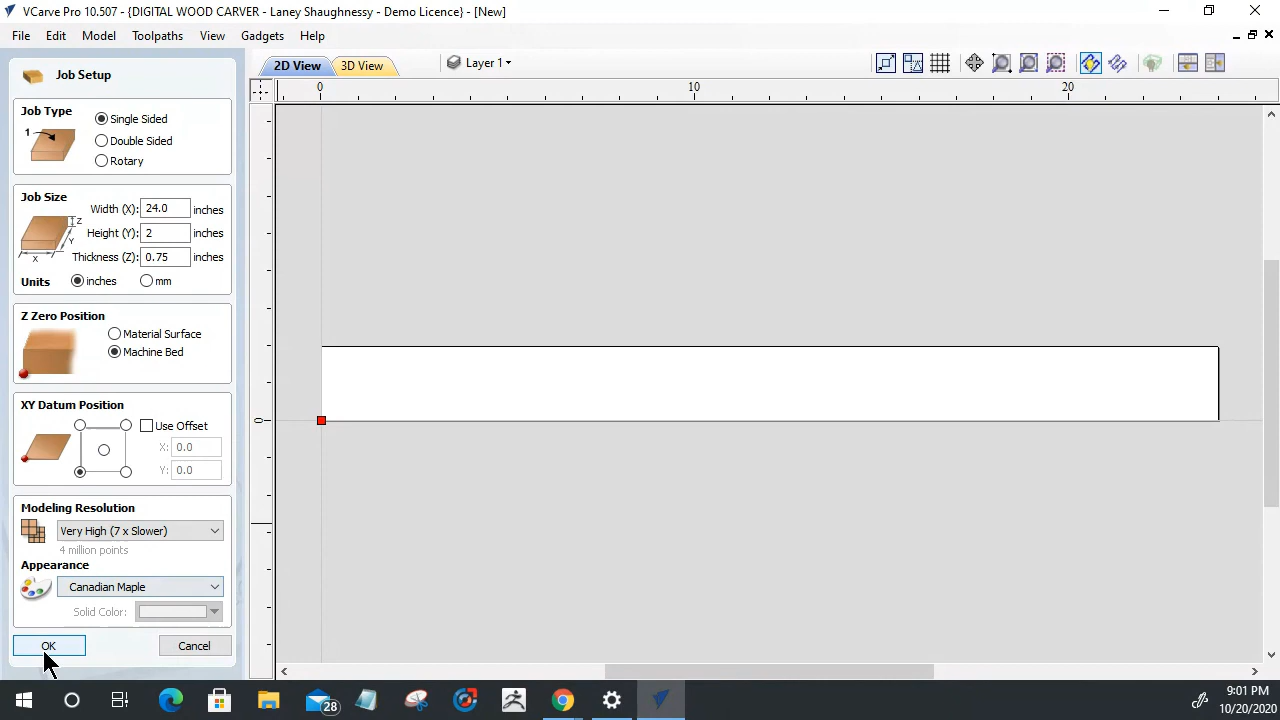 VCarve Pro 10.507 - {DIGITAL WOOD CARVER - Laney Shaughnessy - Demo Licence} - [New]
File Edit Model Toolpaths View Gadgets Help
Job Setup
2D View 3D View Layer 1
0 10 20
0
Job Type
1
Single Sided
Double Sided
Rotary
Job Size
Width (X): 24.0 inches
Height (Y): 2 inches
Thickness (Z): 0.75 inches
Z
Y
X
Units inches mm
Z Zero Position
Material Surface
Machine Bed
XY Datum Position
Use Offset
X: 0.0
Y: 0.0
Modeling Resolution
Very High (7 x Slower)
4 million points
Appearance
Canadian Maple
Solid Color:
OK Cancel
28
9:01 PM
10/20/2020